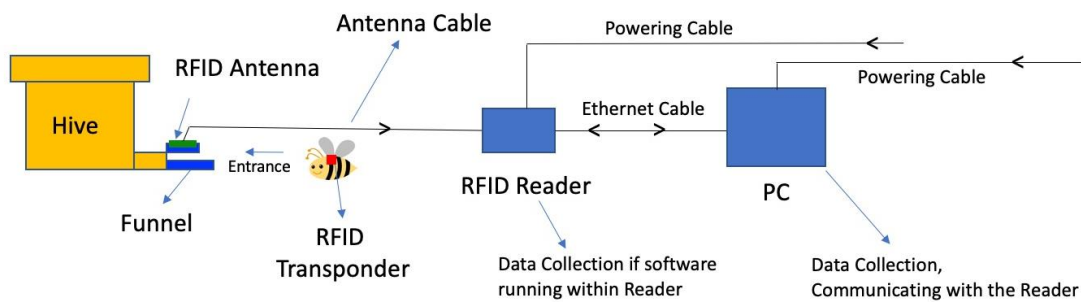 Antenna Cable
Powering Cable
RFID Antenna
Powering Cable
Hive
Ethernet Cable
Entrance
RFID Reader
PC
Funnel
RFID
Transponder
Data Collection if software
running within Reader
Data Collection,
Communicating with the Reader